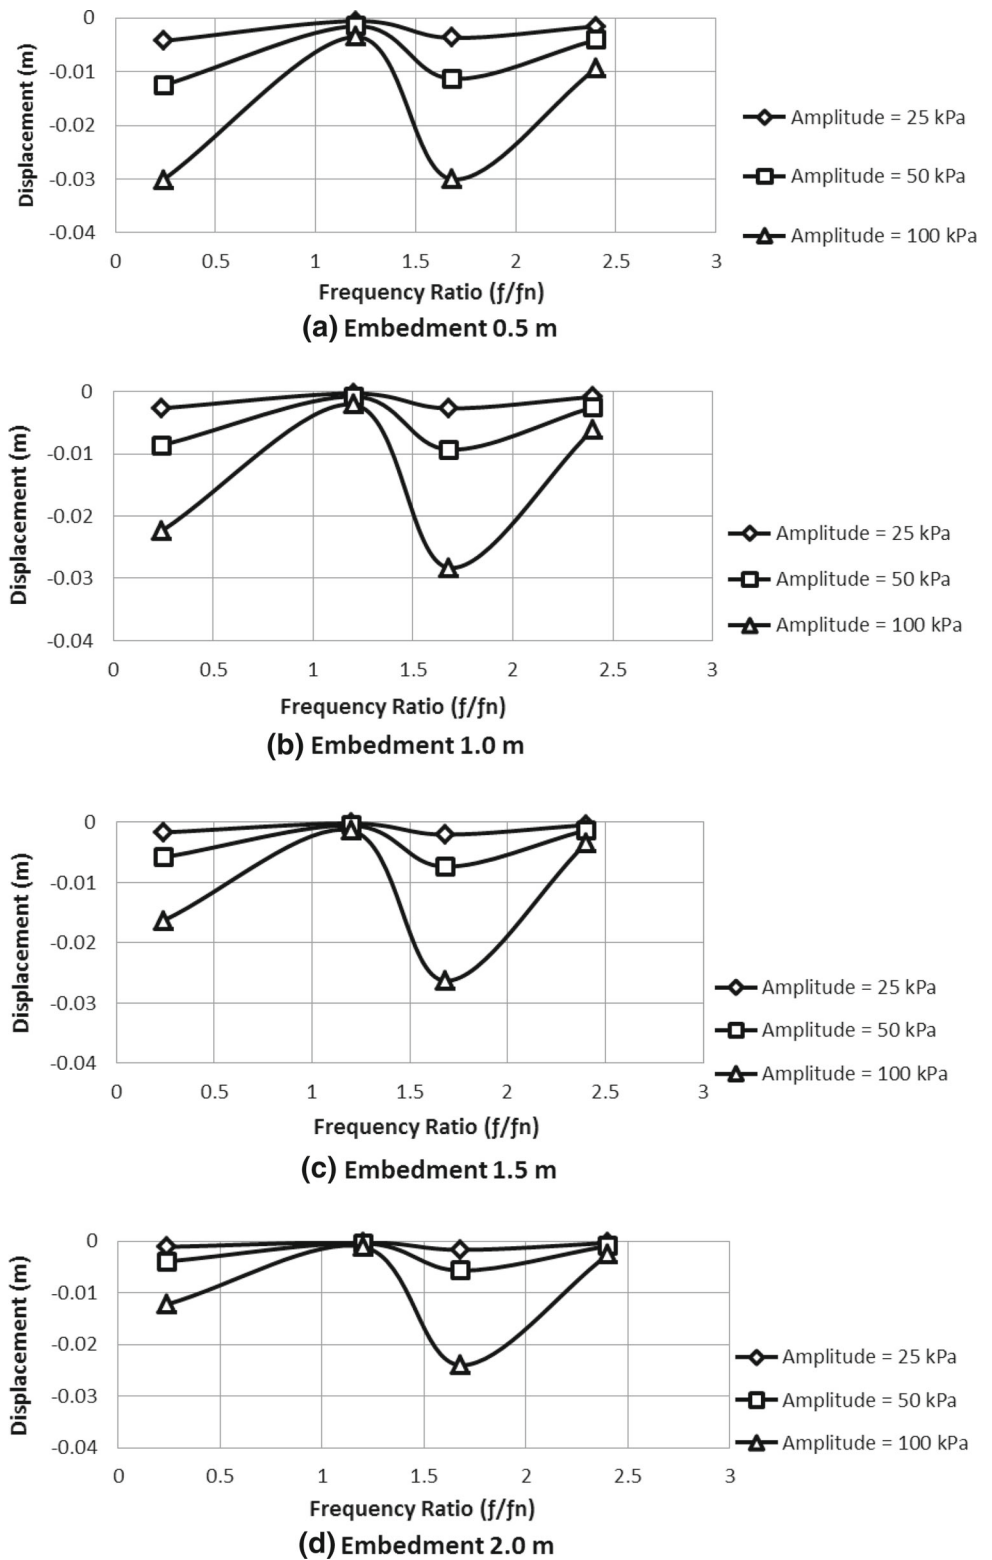 0
-0.01
-0.02
-0.03
-0.04
Displacement (m)
0 0.5 1 1.5 2 2.5 3
Frequency Ratio (ƒ/ƒn)
Amplitude = 25 kPa
Amplitude = 50 kPa
Amplitude = 100 kPa
(a) Embedment 0.5 m
0
-0.01
-0.02
-0.03
-0.04
Displacement (m)
0 0.5 1 1.5 2 2.5 3
Frequency Ratio (ƒ/ƒn)
Amplitude = 25 kPa
Amplitude = 50 kPa
Amplitude = 100 kPa
(b) Embedment 1.0 m
0
-0.01
-0.02
-0.03
-0.04
Displacement (m)
0 0.5 1 1.5 2 2.5 3
Frequency Ratio (ƒ/ƒn)
Amplitude = 25 kPa
Amplitude = 50 kPa
Amplitude = 100 kPa
(c) Embedment 1.5 m
0
-0.01
-0.02
-0.03
-0.04
Displacement (m)
0 0.5 1 1.5 2 2.5 3
Frequency Ratio (ƒ/ƒn)
Amplitude = 25 kPa
Amplitude = 50 kPa
Amplitude = 100 kPa
(d) Embedment 2.0 m